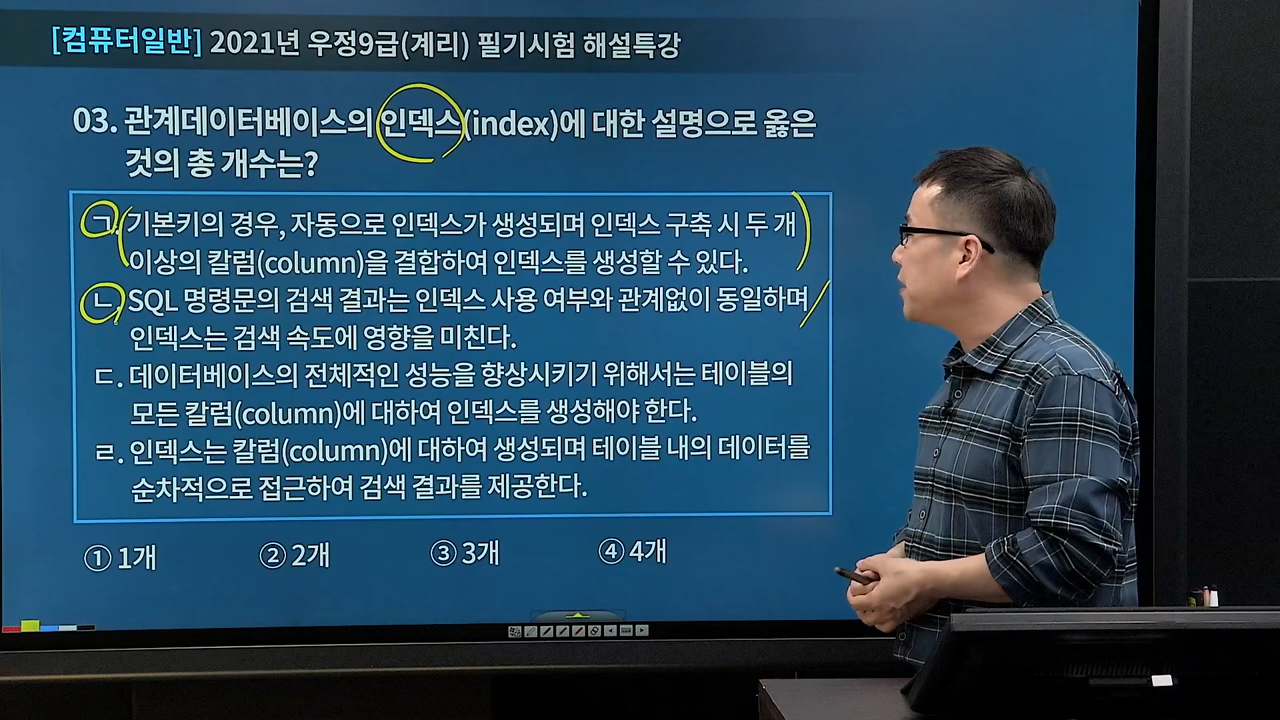 [컴퓨터일반] 2021년 우정9급(계리) 필기시험 해설특강
03. 관계데이터베이스의 인덱스(index)에 대한 설명으로 옳은
것의 총 개수는?
ㄱ. 기본키의 경우, 자동으로 인덱스가 생성되며 인덱스 구축 시 두 개
이상의 칼럼(column)을 결합하여 인덱스를 생성할 수 있다.
ㄴ. SQL 명령문의 검색 결과는 인덱스 사용 여부와 관계없이 동일하며
인덱스는 검색 속도에 영향을 미친다.
ㄷ. 데이터베이스의 전체적인 성능을 향상시키기 위해서는 테이블의
모든 칼럼(column)에 대하여 인덱스를 생성해야 한다.
ㄹ. 인덱스는 칼럼(column)에 대하여 생성되며 테이블 내의 데이터를
순차적으로 접근하여 검색 결과를 제공한다.
① 1개 ② 2개 ③ 3개 ④ 4개